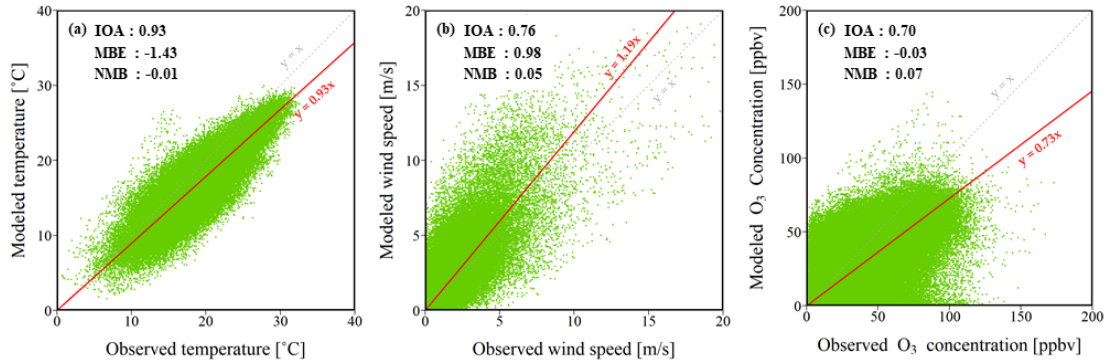 (a) IOA : 0.93
MBE : -1.43
NMB : -0.01
y = x
y = 0.93x
40
30
20
10
0
0 10 20 30 40
Modeled temperature [˚C]
Observed temperature [˚C]
(b) IOA : 0.76
MBE : 0.98
NMB : 0.05
y = 1.19x
y = x
20
15
10
5
0
0 5 10 15 20
Modeled wind speed [m/s]
Observed wind speed [m/s]
(c) IOA : 0.70
MBE : -0.03
NMB : 0.07
y = x
y = 0.73x
200
150
100
50
0
0 50 100 150 200
Modeled O₃ Concentration [ppbv]
Observed O₃ concentration [ppbv]